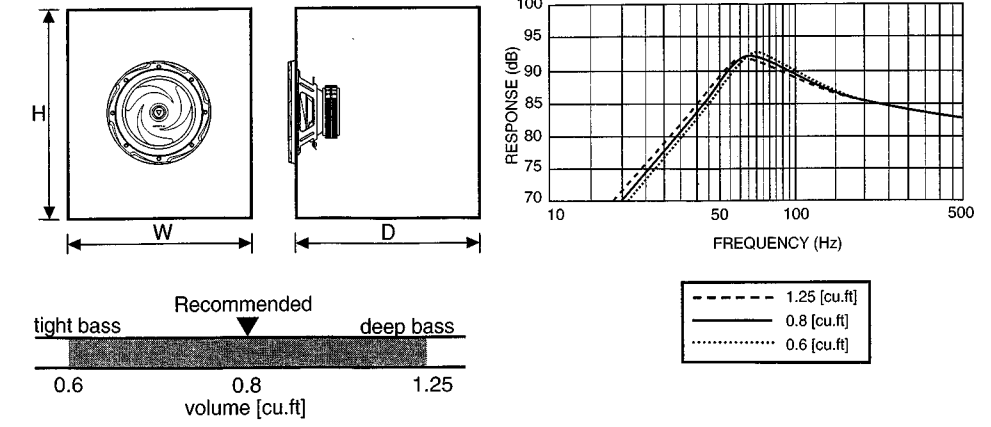 H
W
D
Recommended
tight bass
deep bass
0.6
0.8
1.25
volume [cu.ft]
RESPONSE (dB)
100
95
90
85
80
75
70
10
50
100
500
FREQUENCY (Hz)
1.25 [cu.ft]
0.8 [cu.ft]
0.6 [cu.ft]